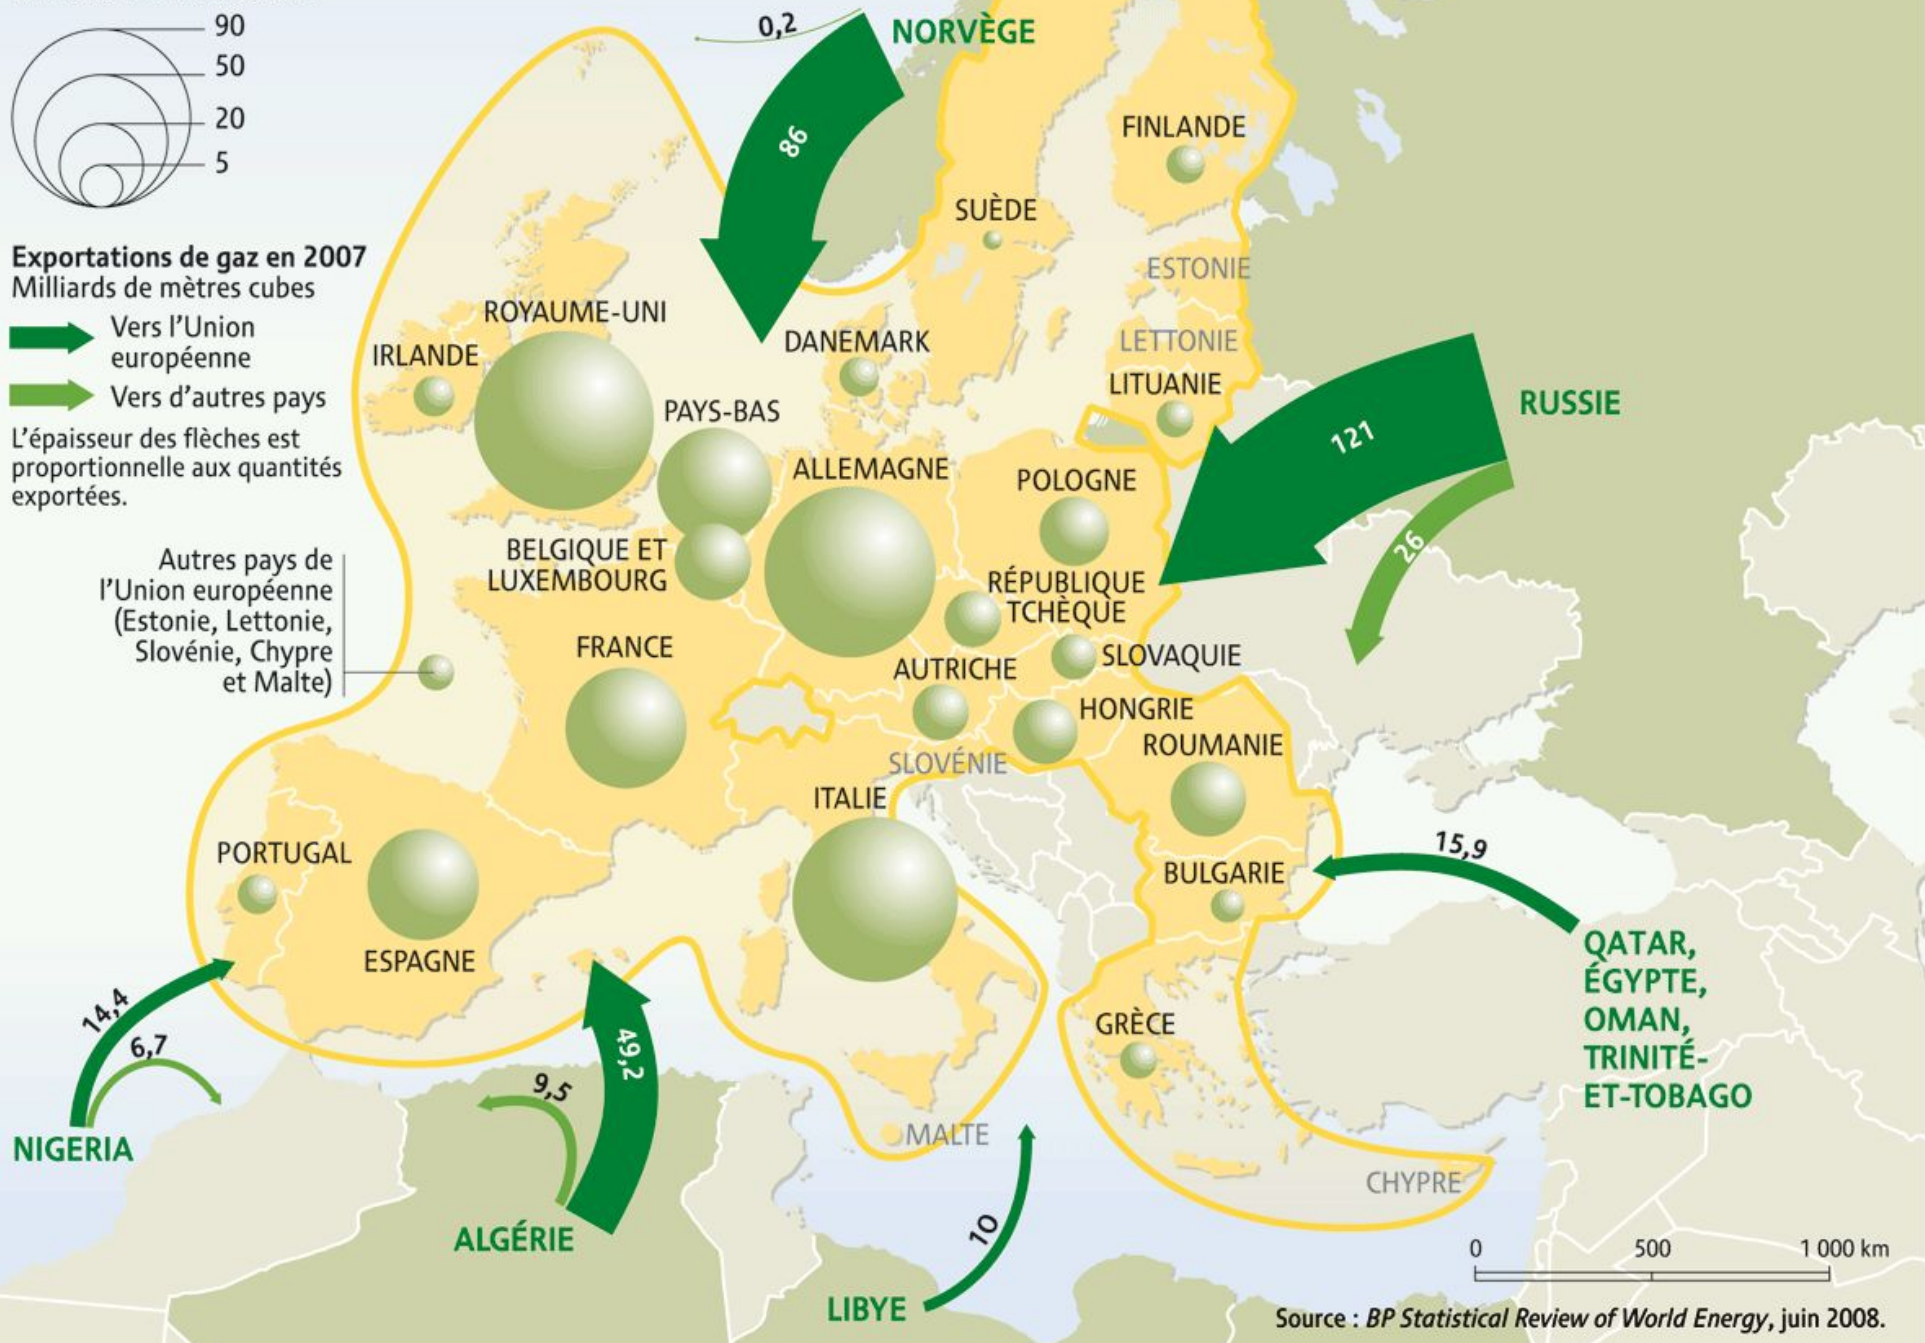 90
50
20
5
Exportations de gaz en 2007
Milliards de mètres cubes
Vers l'Union
européenne
Vers d'autres pays
L'épaisseur des flèches est
proportionnelle aux quantités
exportées.
Autres pays de
l'Union européenne
(Estonie, Lettonie,
Slovénie, Chypre
et Malte)
0,2
NORVÈGE
86
FINLANDE
SUÈDE
ESTONIE
ROYAUME-UNI
DANEMARK
LETTONIE
IRLANDE
LITUANIE
PAYS-BAS
RUSSIE
121
ALLEMAGNE
POLOGNE
26
BELGIQUE ET
LUXEMBOURG
RÉPUBLIQUE
TCHÈQUE
FRANCE
AUTRICHE
SLOVAQUIE
HONGRIE
ROUMANIE
SLOVÉNIE
ITALIE
PORTUGAL
15,9
BULGARIE
ESPAGNE
QATAR,
ÉGYPTE,
OMAN,
TRINITÉ-
ET-TOBAGO
14,4
6,7
49,2
9,5
GRÈCE
NIGERIA
MALTE
CHYPRE
ALGÉRIE
10
LIBYE
0 500 1 000 km
Source : BP Statistical Review of World Energy, juin 2008.